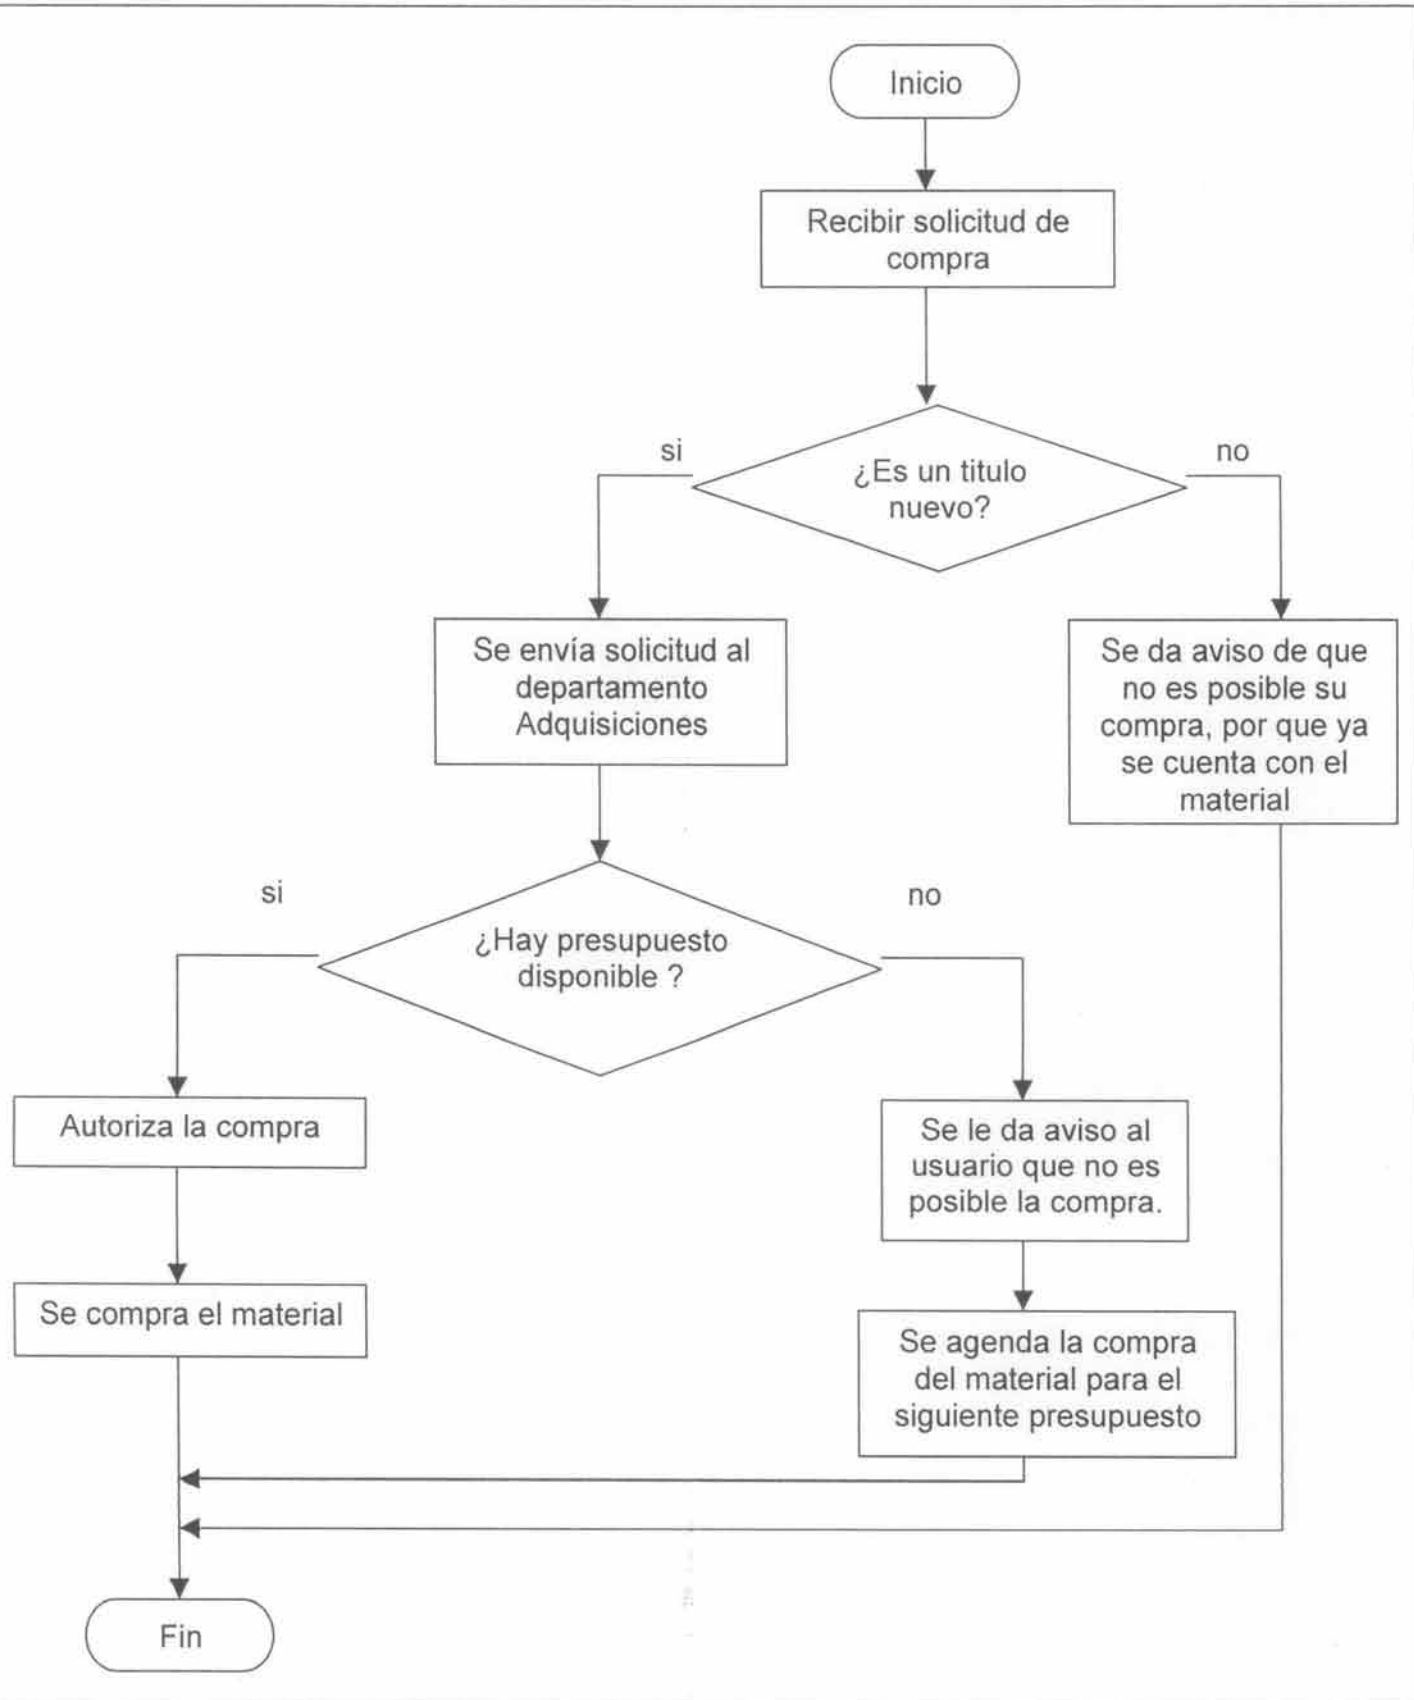 Inicio
Recibir solicitud de
compra
si
no
¿Es un titulo
nuevo?
Se envía solicitud al
departamento
Adquisiciones
Se da aviso de que
no es posible su
compra, por que ya
se cuenta con el
material
si
no
¿Hay presupuesto
disponible ?
Autoriza la compra
Se le da aviso al
usuario que no es
posible la compra.
Se compra el material
Se agenda la compra
del material para el
siguiente presupuesto
Fin